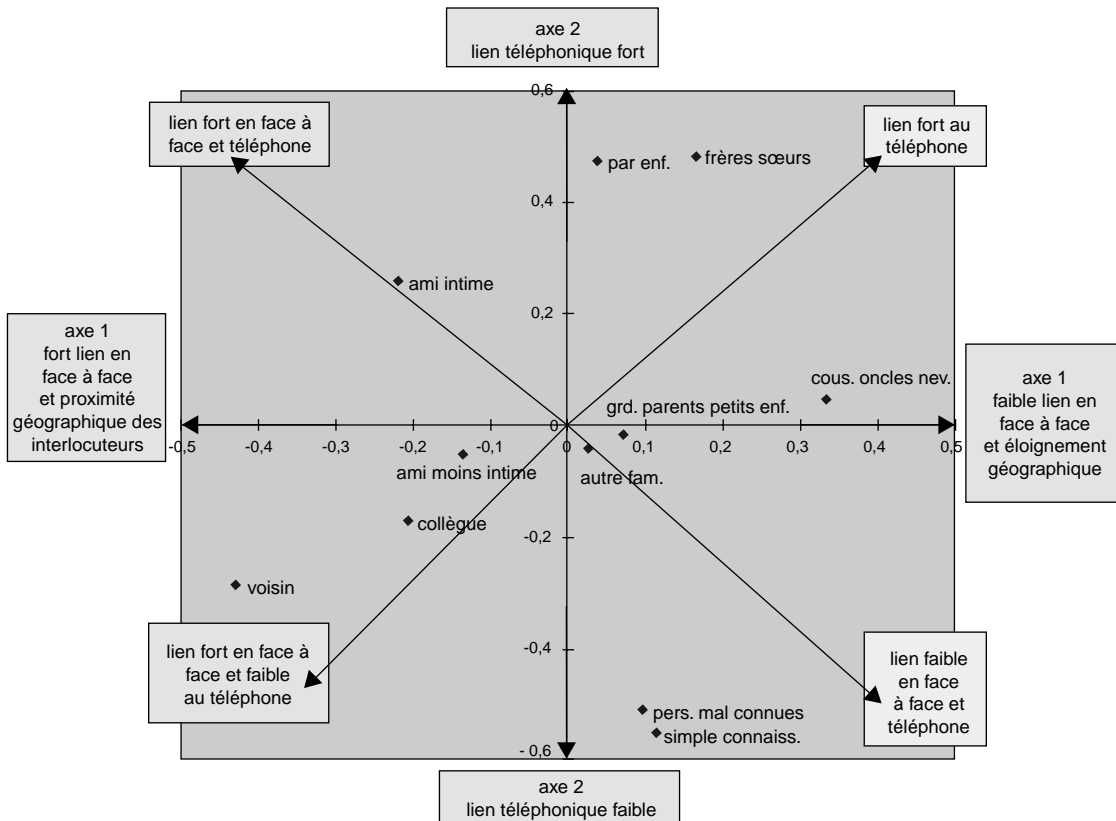 axe 2
lien téléphonique fort
0,6
lien fort en face à
face et téléphone
lien fort au
téléphone
par enf.
frères sœurs
0,4
ami intime
0,2
axe 1
fort lien en
face à face
et proximité
géographique des
interlocuteurs
cous. oncles nev.
axe 1
faible lien en
face à face
et éloignement
géographique
grd. parents petits enf.
0
-0,5
-0,4
-0,3
-0,2
-0,1
0
0,1
0,2
0,3
0,4
0,5
ami moins intime
autre fam.
collègue
-0,2
voisin
lien fort en face à
face et faible
au téléphone
-0,4
lien faible
en face
à face et
téléphone
pers. mal connues
simple connaiss.
- 0,6
axe 2
lien téléphonique faible